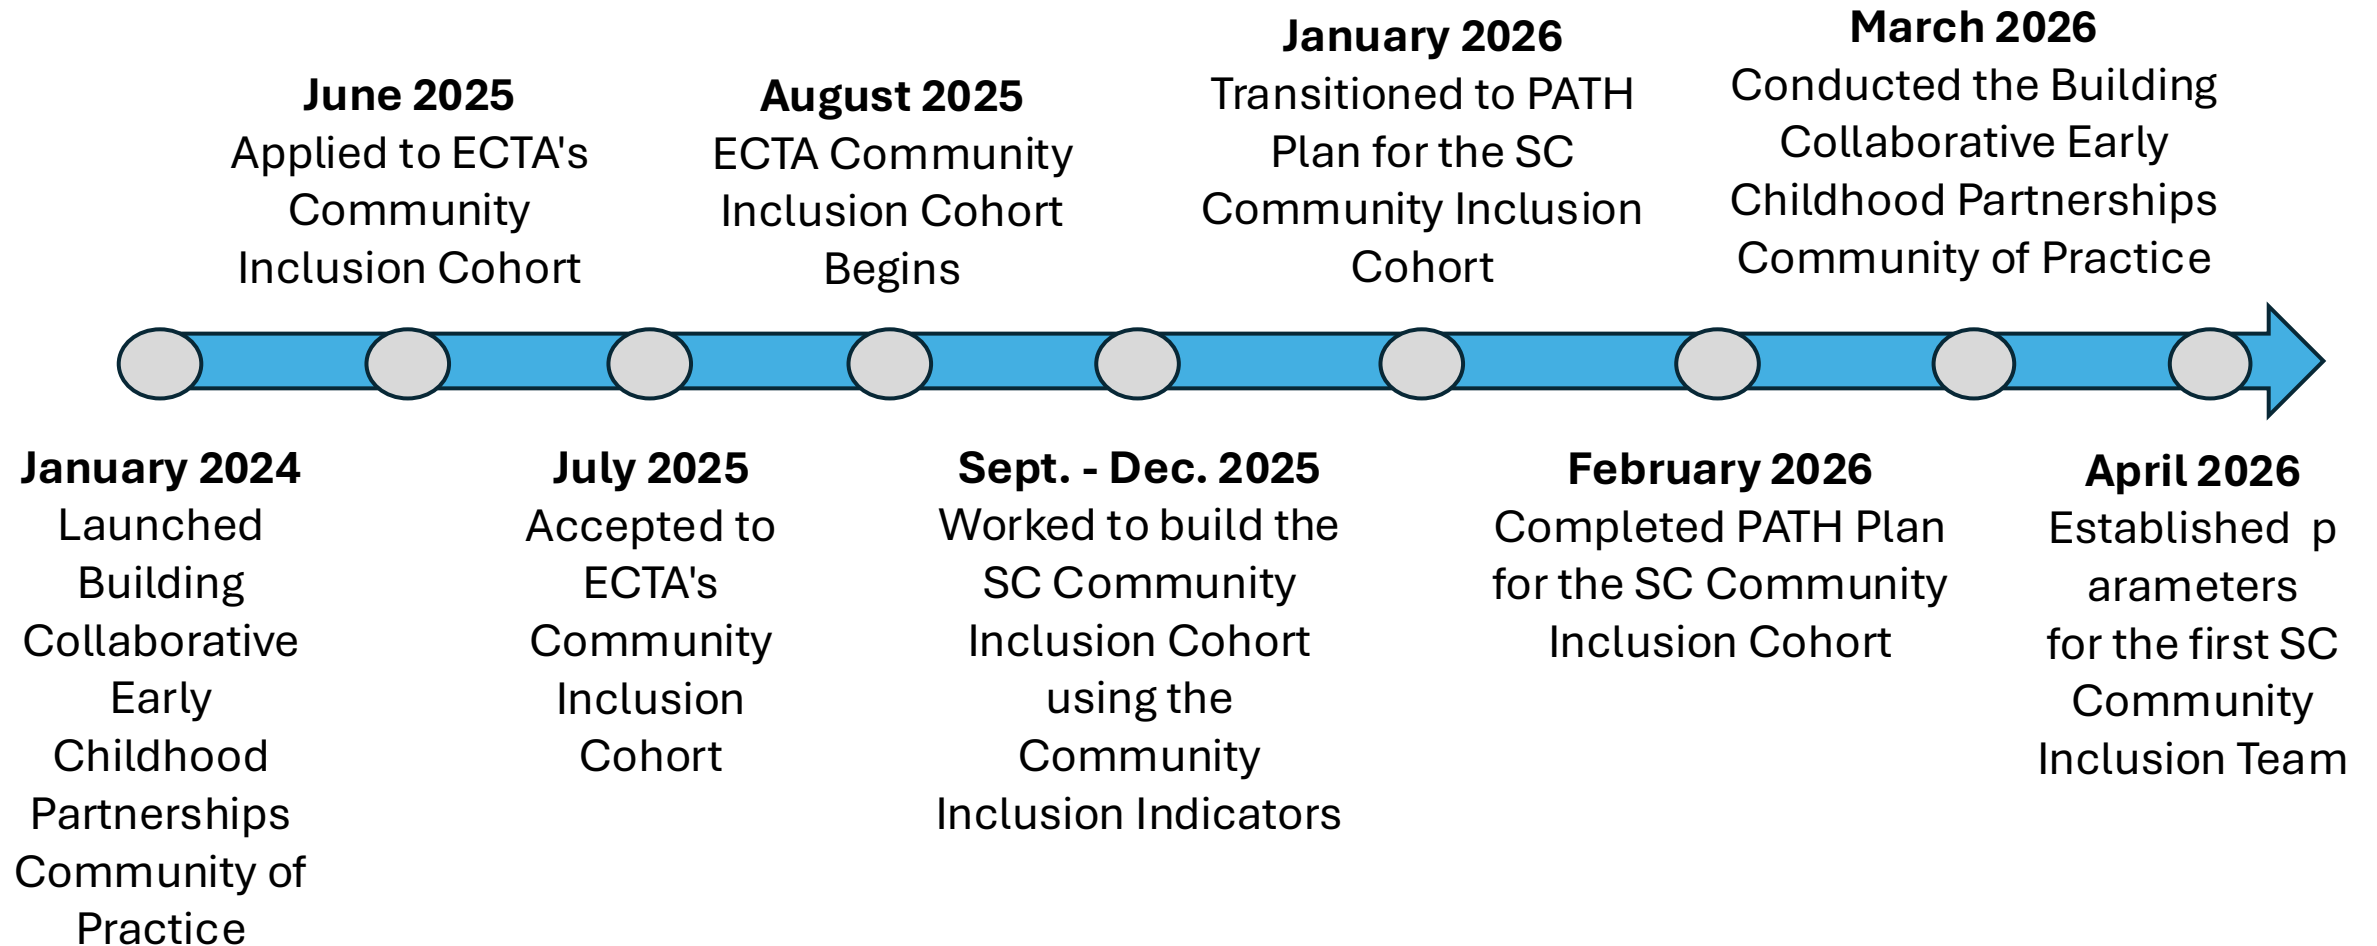 January 2024
Launched
Building
Collaborative
Early
Childhood
Partnerships
Community of
Practice
June 2025
Applied to ECTA's
Community
Inclusion Cohort
July 2025
Accepted to
ECTA's
Community
Inclusion
Cohort
August 2025
ECTA Community
Inclusion Cohort
Begins
Sept. - Dec. 2025
Worked to build the
SC Community
Inclusion Cohort
using the
Community
Inclusion Indicators
January 2026
Transitioned to PATH
Plan for the SC
Community Inclusion
Cohort
February 2026
Completed PATH Plan
for the SC Community
Inclusion Cohort
March 2026
Conducted the Building
Collaborative Early
Childhood Partnerships
Community of Practice
April 2026
Established  p
arameters
for the first SC
Community
Inclusion Team